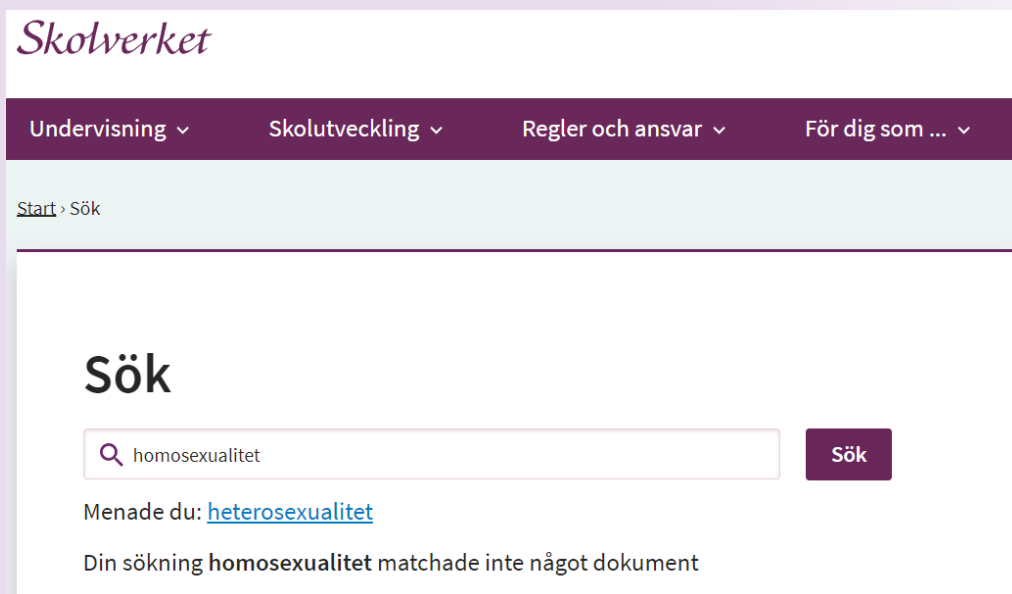 Skolverket
Undervisning Skolutveckling Regler och ansvar För dig som ...
Start › Sök
Sök
homosexualitet Sök
Menade du: heterosexualitet
Din sökning homosexualitet matchade inte något dokument